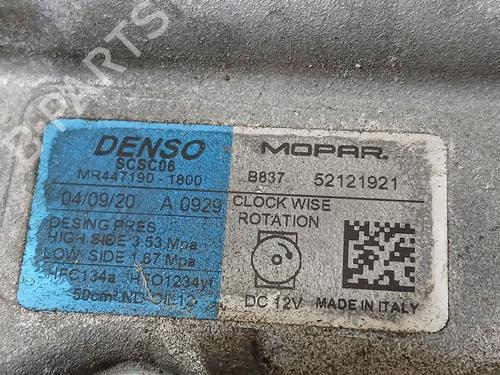 B-PARTS
DENSO
SCSC06
MR447190 - 1800
04/09/20 A 0929
DESING PRES
HIGH SIDE 3.53 Mpa
LOW SIDE 1.67 Mpa
HFC134a HFO1234yf
50cm³ ND-OIL12
MOPAR.
B837 52121921
CLOCK WISE
ROTATION
DC 12V MADE IN ITALY